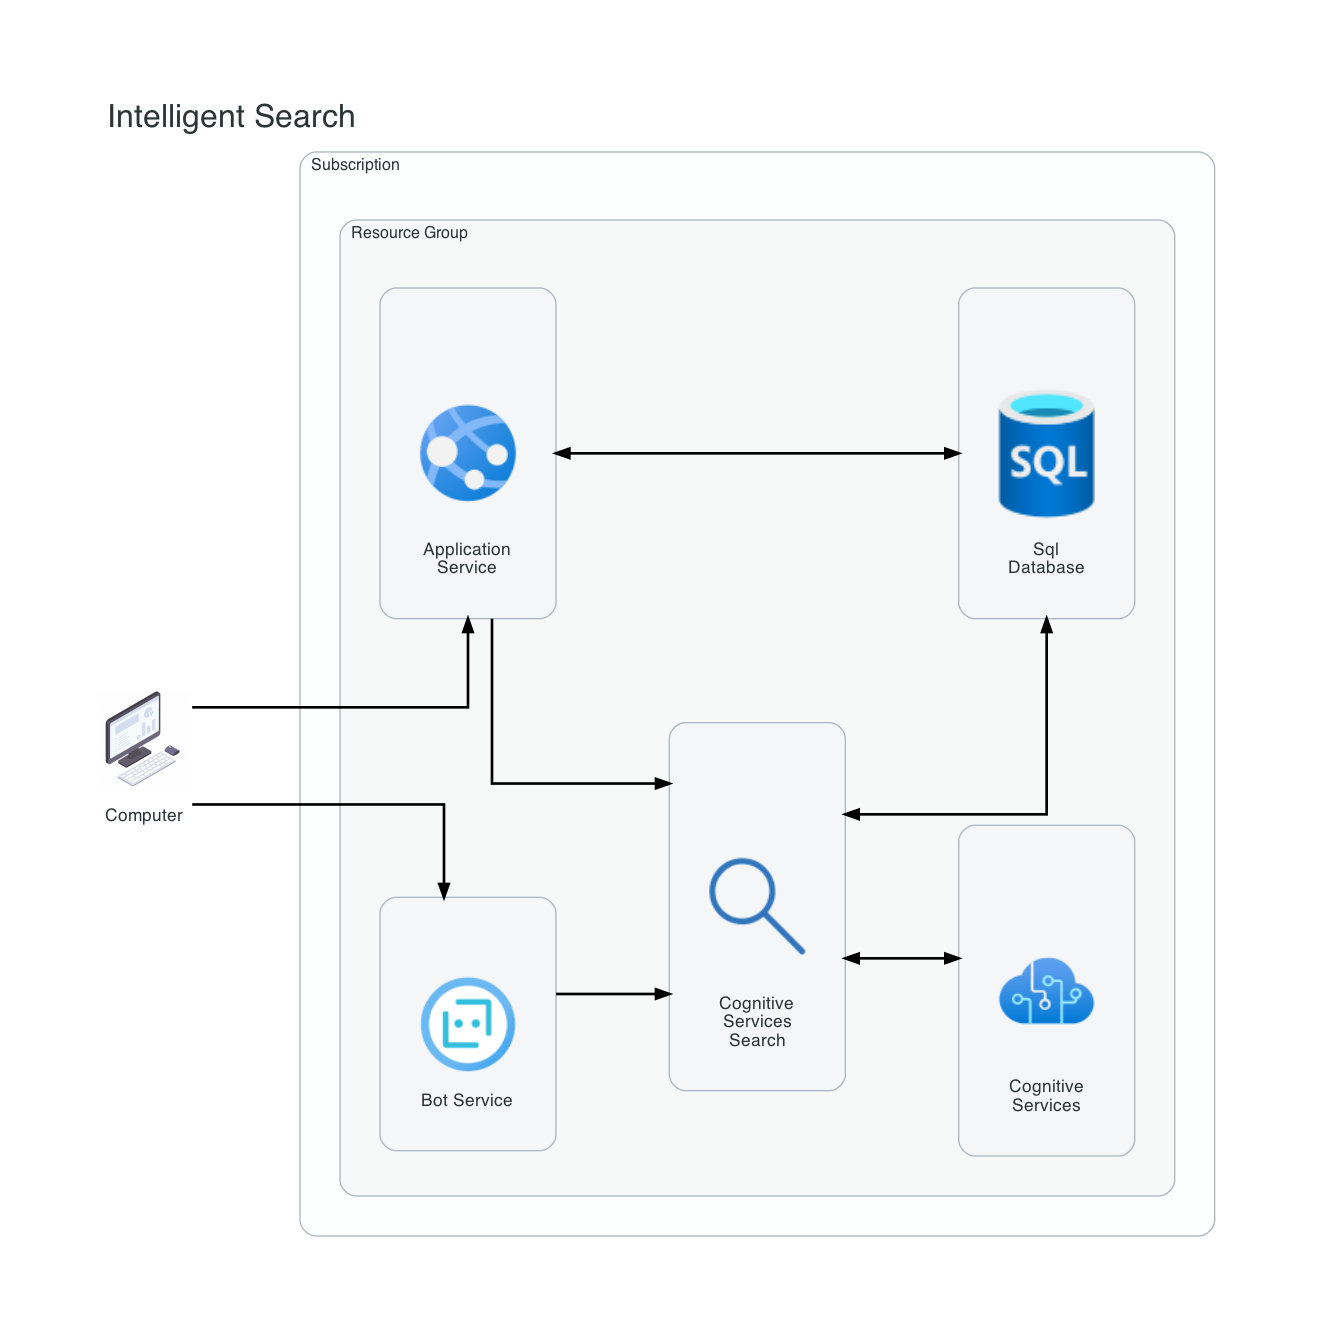 Intelligent Search
Subscription
Resource Group
Application
Service
SQL
Sql
Database
Computer
Cognitive
Services
Search
Bot Service
Cognitive
Services